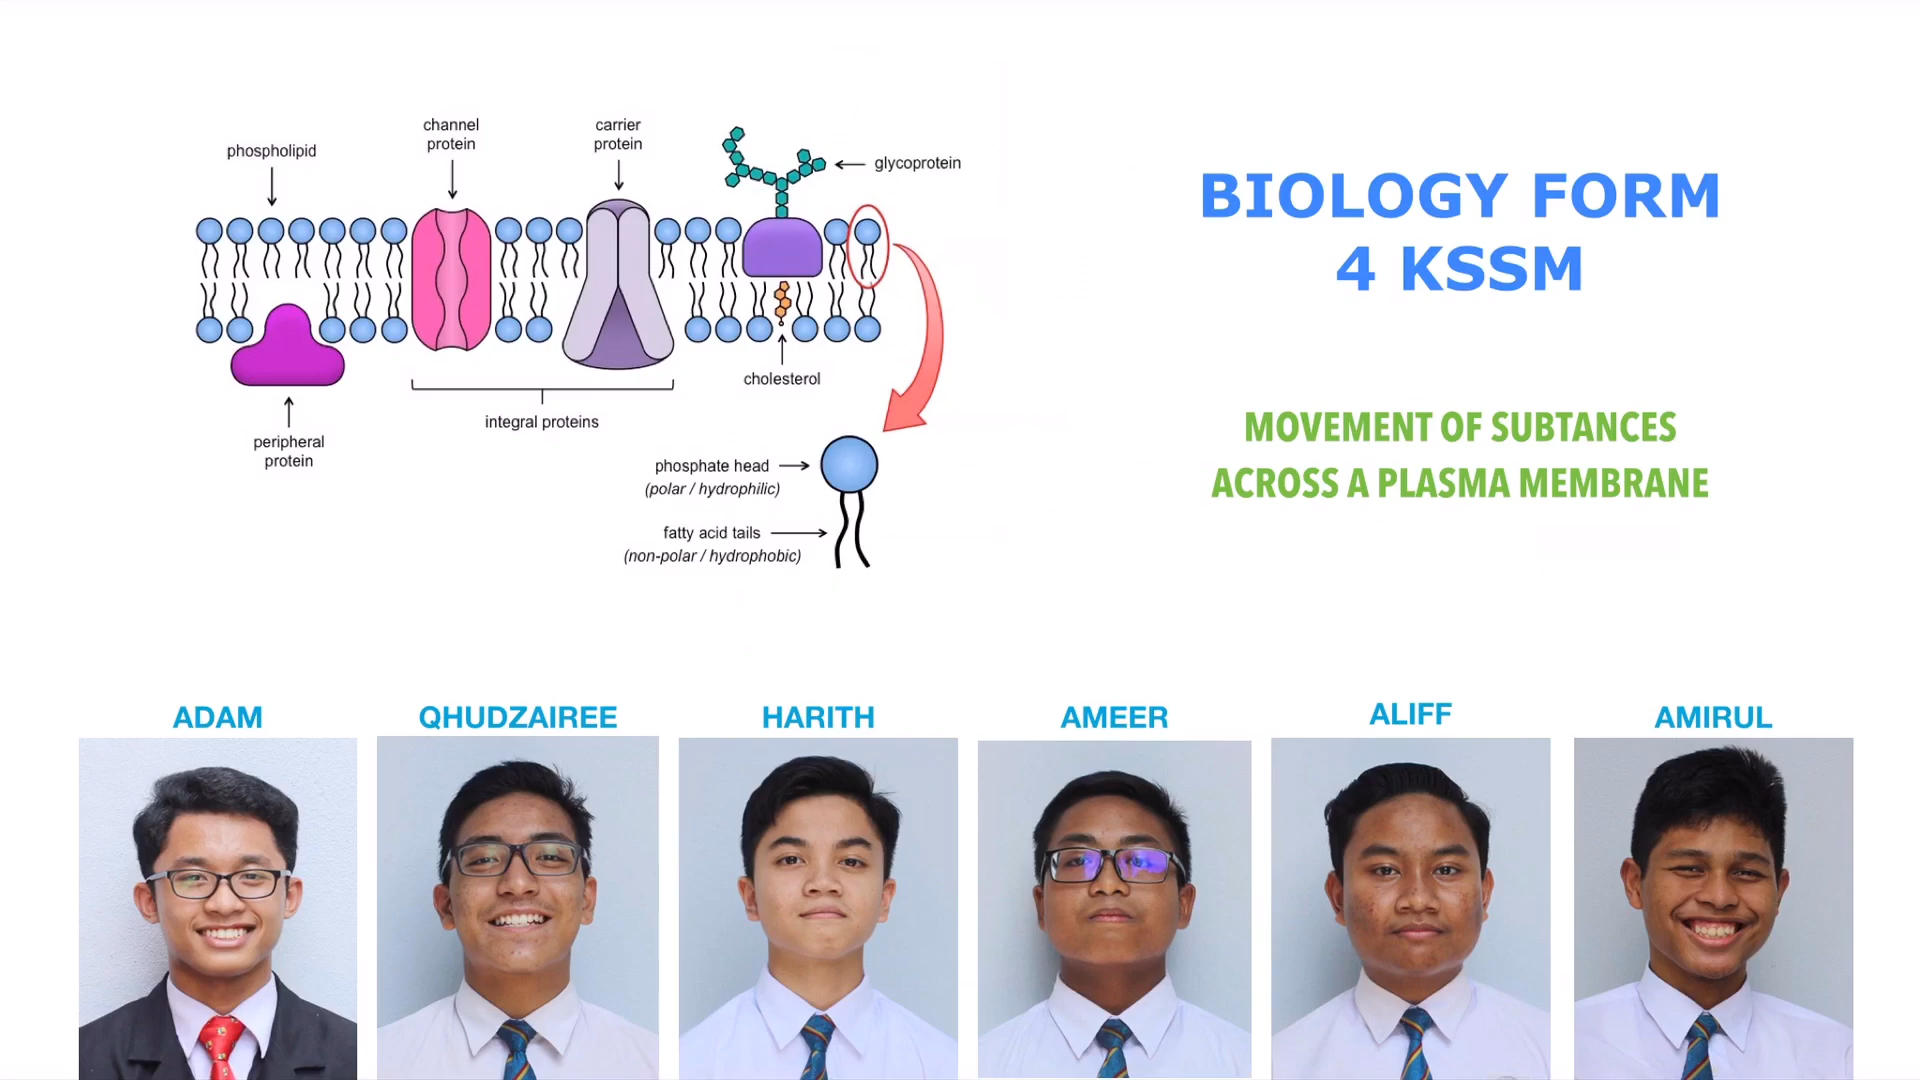 phospholipid
channel
protein
carrier
protein
glycoprotein
cholesterol
integral proteins
peripheral
protein
phosphate head
(polar / hydrophilic)
fatty acid tails
(non-polar / hydrophobic)
BIOLOGY FORM
4 KSSM
MOVEMENT OF SUBTANCES
ACROSS A PLASMA MEMBRANE
ADAM
QHUDZAIREE
HARITH
AMEER
ALIFF
AMIRUL